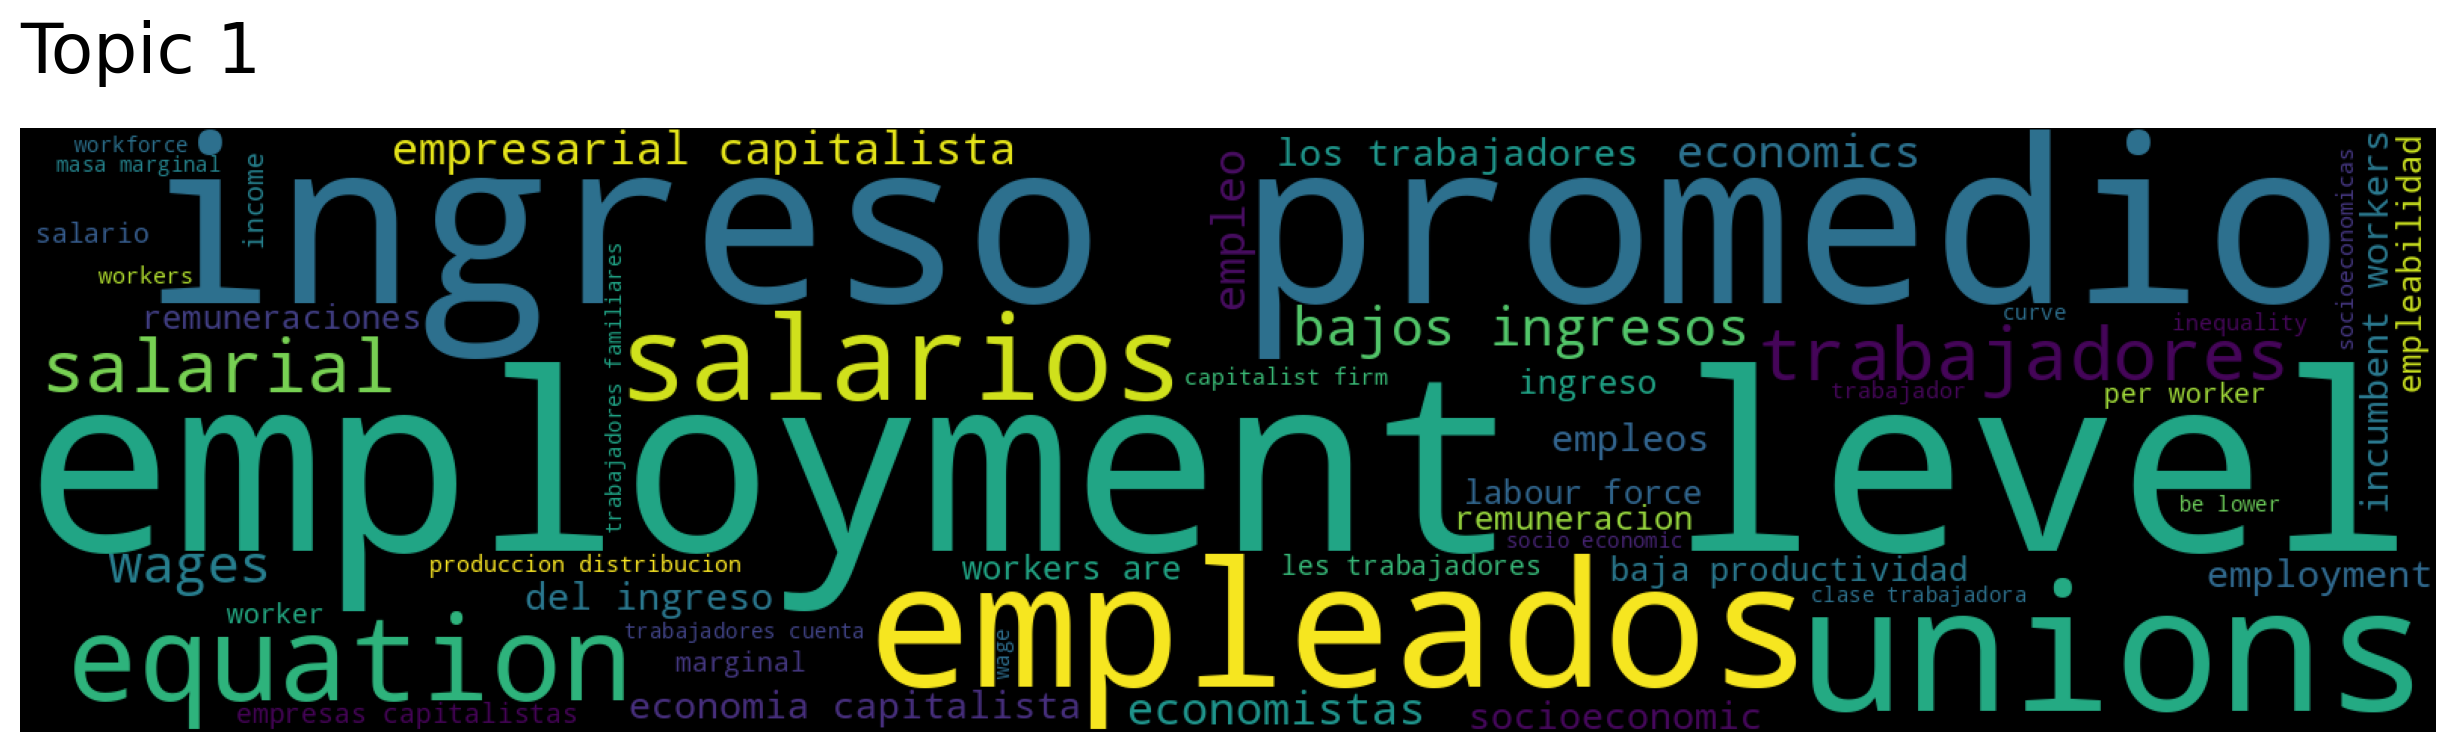 Topic 1
workforce
masa marginal
income
empresarial capitalista
los trabajadores
economics
empleo
socioeconomicas
incumbent workers
empleabilidad
ingreso promedio
salario
workers
remuneraciones
trabajadores familiares
salarial
salarios
bajos ingresos
curve
inequality
trabajadores
capitalist firm
ingreso
trabajador
per worker
employment level
empleos
labour force
remuneracion
socio economic
be lower
wages
produccion distribucion
workers are
les trabajadores
baja productividad
employment
del ingreso
clase trabajadora
worker
trabajadores cuenta
wage
empleados
unions
equation
marginal
empresas capitalistas
economia capitalista
economistas
socioeconomic